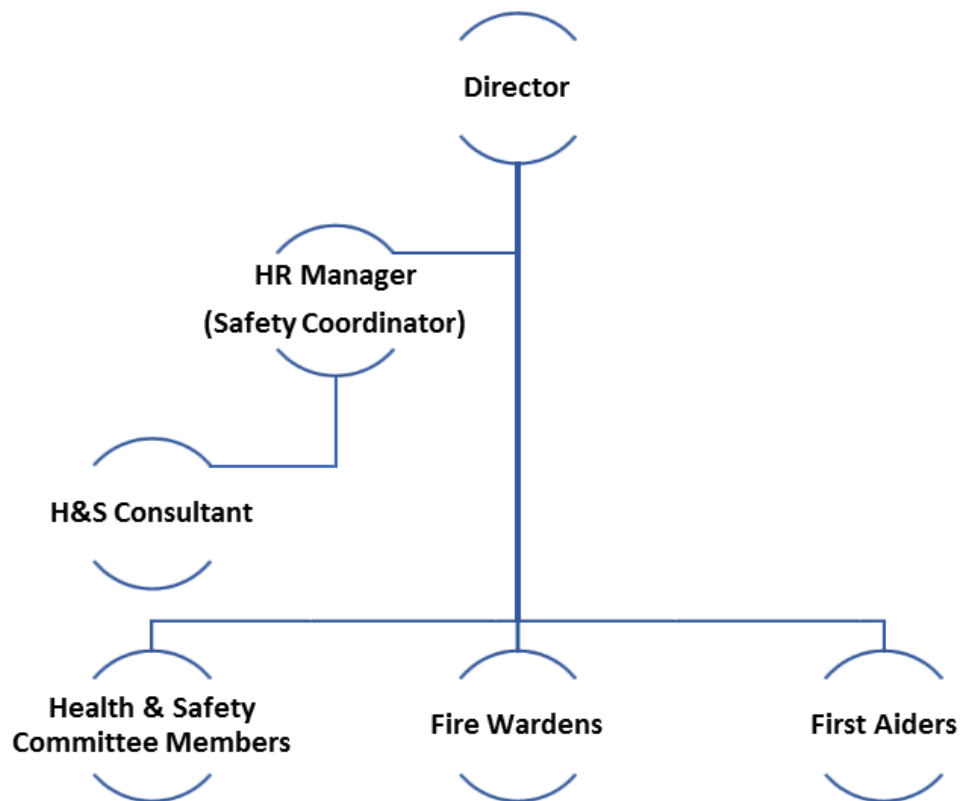 Director
HR Manager
(Safety Coordinator)
H&S Consultant
Health & Safety
Committee Members
Fire Wardens
First Aiders